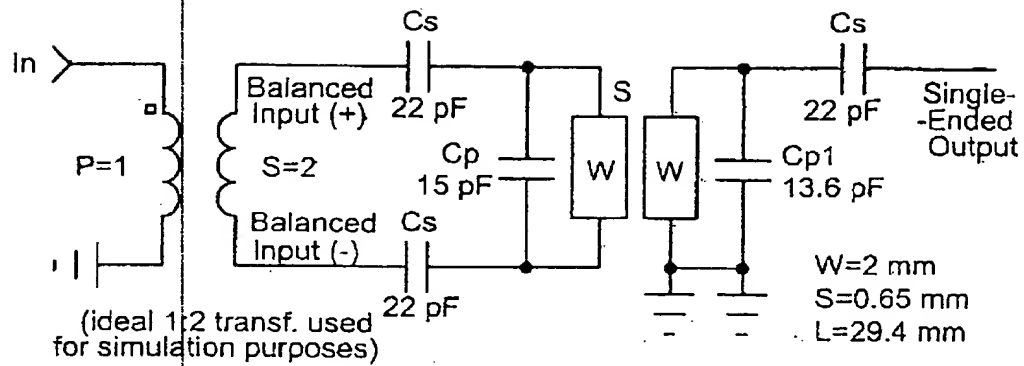 In
P=1
S=2
Balanced
Input (+)
Balanced
Input (-)
Cs
22 pF
Cs
22 pF
Cp
15 pF
S
W
W
Cp1
13.6 pF
Cs
22 pF
Single-
-Ended
Output
W=2 mm
S=0.65 mm
L=29.4 mm
(ideal 1:2 transf. used
for simulation purposes)